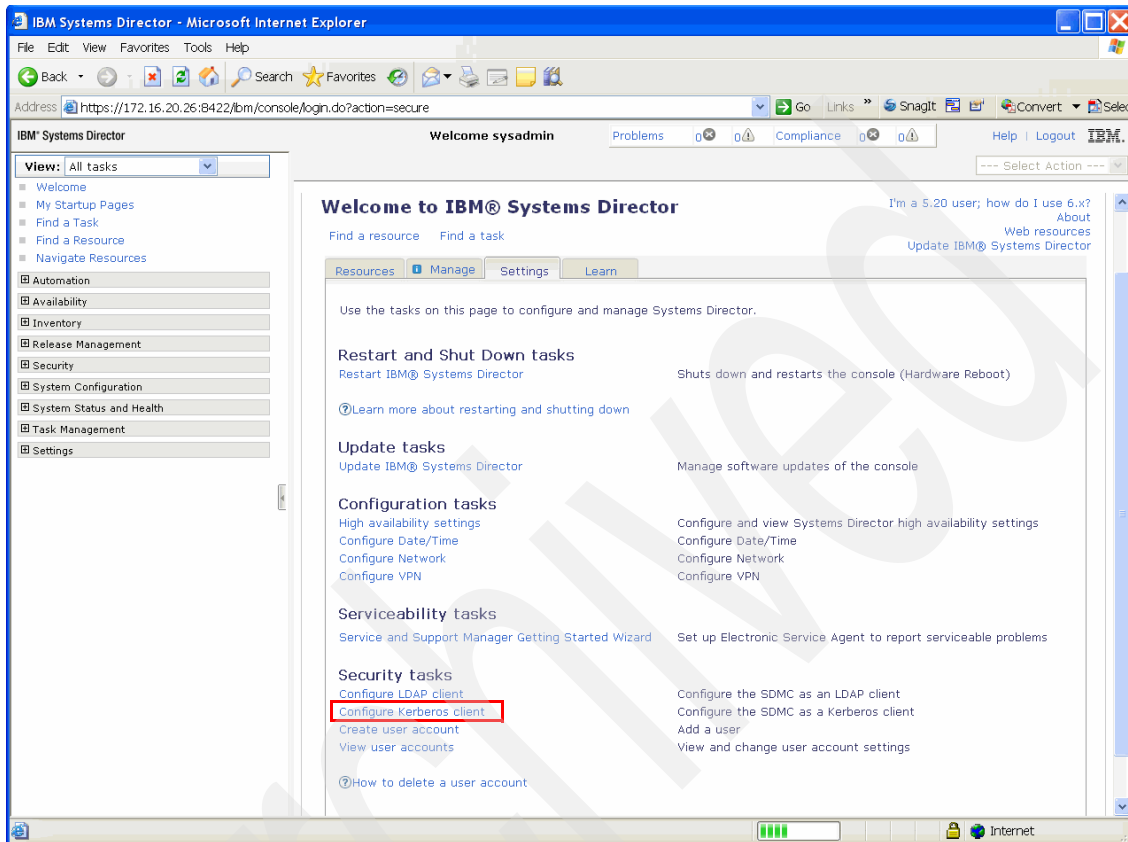 IBM Systems Director - Microsoft Internet Explorer
File Edit View Favorites Tools Help
Back Search Favorites
Address https://172.16.20.26:8422/ibm/console/login.do?action=secure Go Links » SnagIt Convert Selec
IBM® Systems Director Welcome sysadmin Problems 0 0 Compliance 0 0 Help | Logout IBM.
View: All tasks
--- Select Action ---
Welcome
My Startup Pages
Find a Task
Find a Resource
Navigate Resources
Automation
Availability
Inventory
Release Management
Security
System Configuration
System Status and Health
Task Management
Settings
Welcome to IBM® Systems Director
I'm a 5.20 user; how do I use 6.x?
About
Web resources
Update IBM® Systems Director
Find a resource Find a task
Resources Manage Settings Learn
Use the tasks on this page to configure and manage Systems Director.
Restart and Shut Down tasks
Restart IBM® Systems Director Shuts down and restarts the console (Hardware Reboot)
Learn more about restarting and shutting down
Update tasks
Update IBM® Systems Director Manage software updates of the console
Configuration tasks
High availability settings Configure and view Systems Director high availability settings
Configure Date/Time Configure Date/Time
Configure Network Configure Network
Configure VPN Configure VPN
Serviceability tasks
Service and Support Manager Getting Started Wizard Set up Electronic Service Agent to report serviceable problems
Security tasks
Configure LDAP client Configure the SDMC as an LDAP client
Configure Kerberos client Configure the SDMC as a Kerberos client
Create user account Add a user
View user accounts View and change user account settings
How to delete a user account
Internet